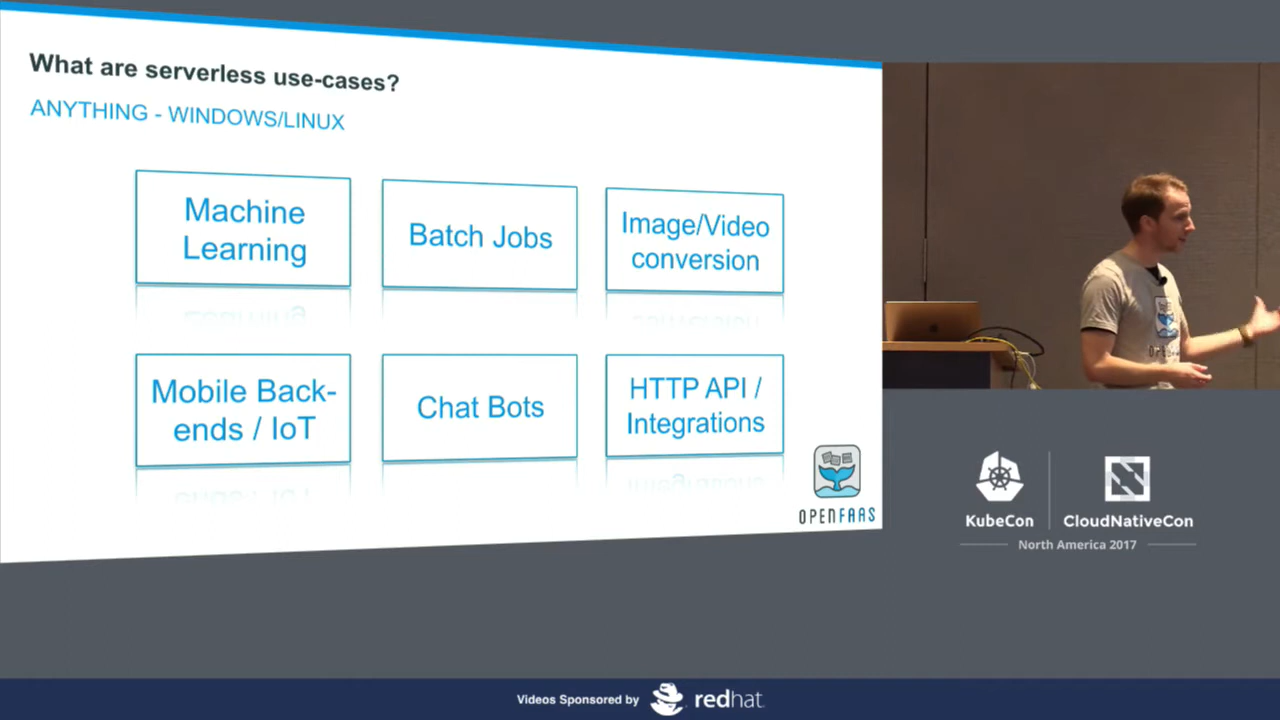 What are serverless use-cases?
ANYTHING - WINDOWS/LINUX
Machine
Learning
Batch Jobs
Image/Video
conversion
Mobile Back-
ends / IoT
Chat Bots
HTTP API /
Integrations
OPENFAAS
KubeCon
CloudNativeCon
North America 2017
Videos Sponsored by
redhat